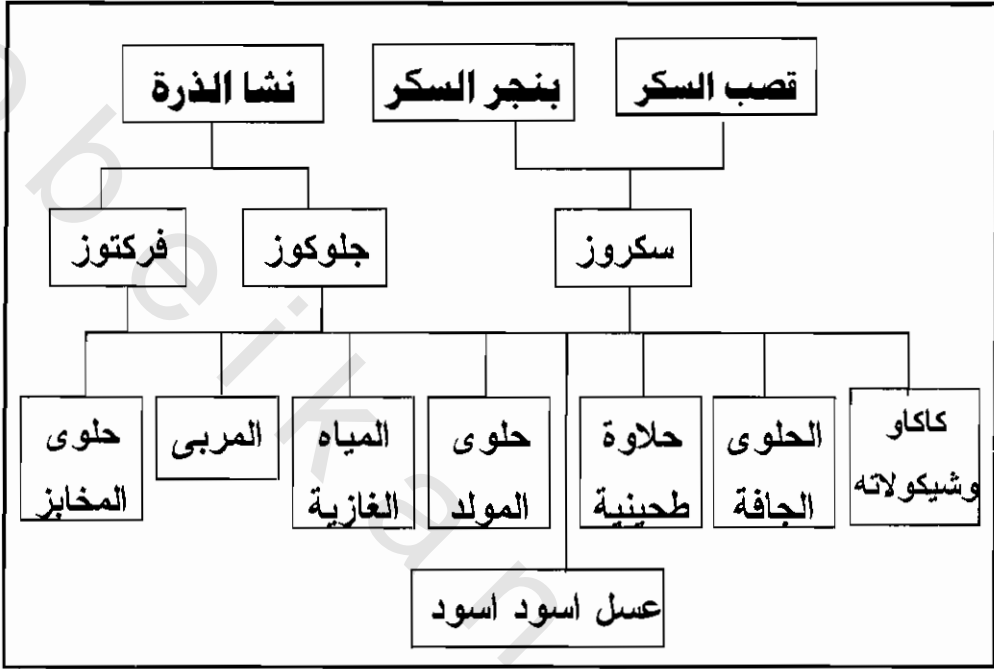 قصب السكر
بنجر السكر
نشا الذرة
سكروز
جلوكوز
فركتوز
كاكاو
وشيكولاته
الحلوى
الجافة
حلاوة
طحينية
حلوى
المولد
المياه
الغازية
المربى
حلوى
المخابز
عسل اسود اسود
obeikan